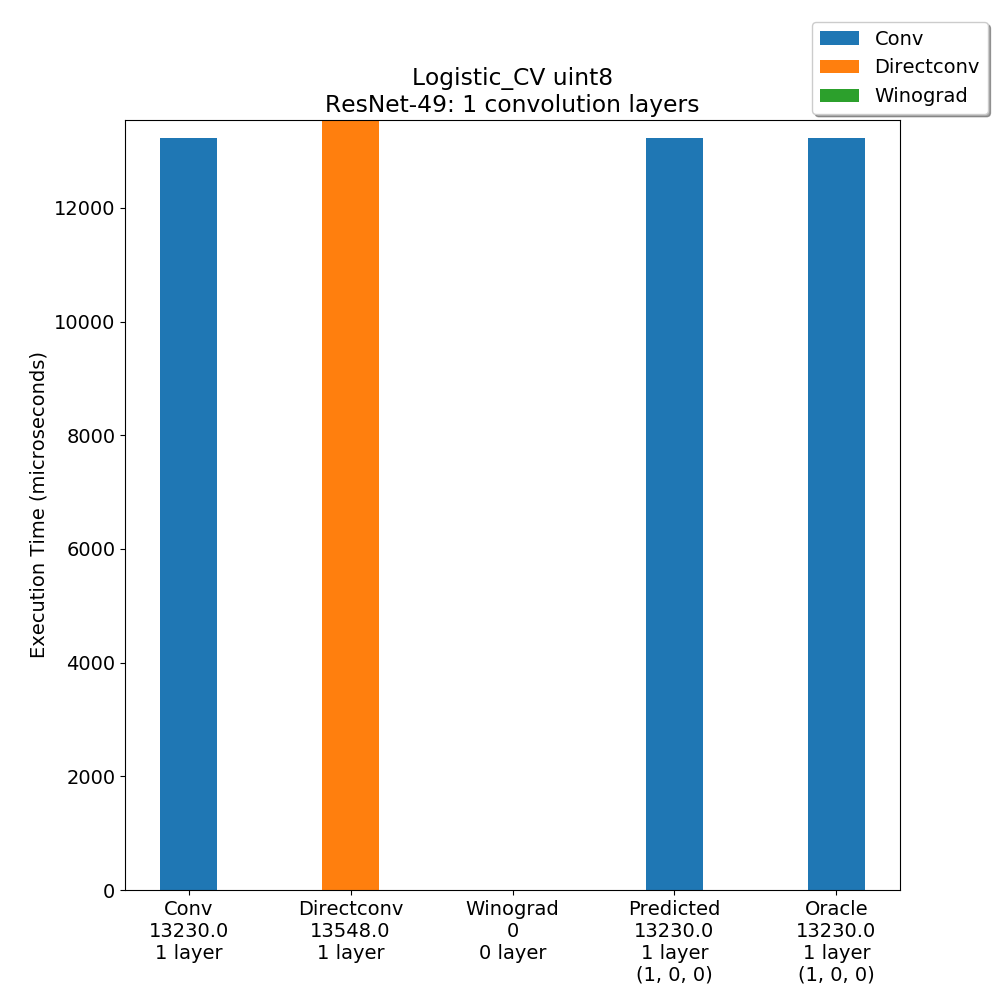 Conv
Directconv
Winograd
Logistic_CV uint8
ResNet-49: 1 convolution layers
Execution Time (microseconds)
12000
10000
8000
6000
4000
2000
0
Conv
13230.0
1 layer
Directconv
13548.0
1 layer
Winograd
0
0 layer
Predicted
13230.0
1 layer
(1, 0, 0)
Oracle
13230.0
1 layer
(1, 0, 0)